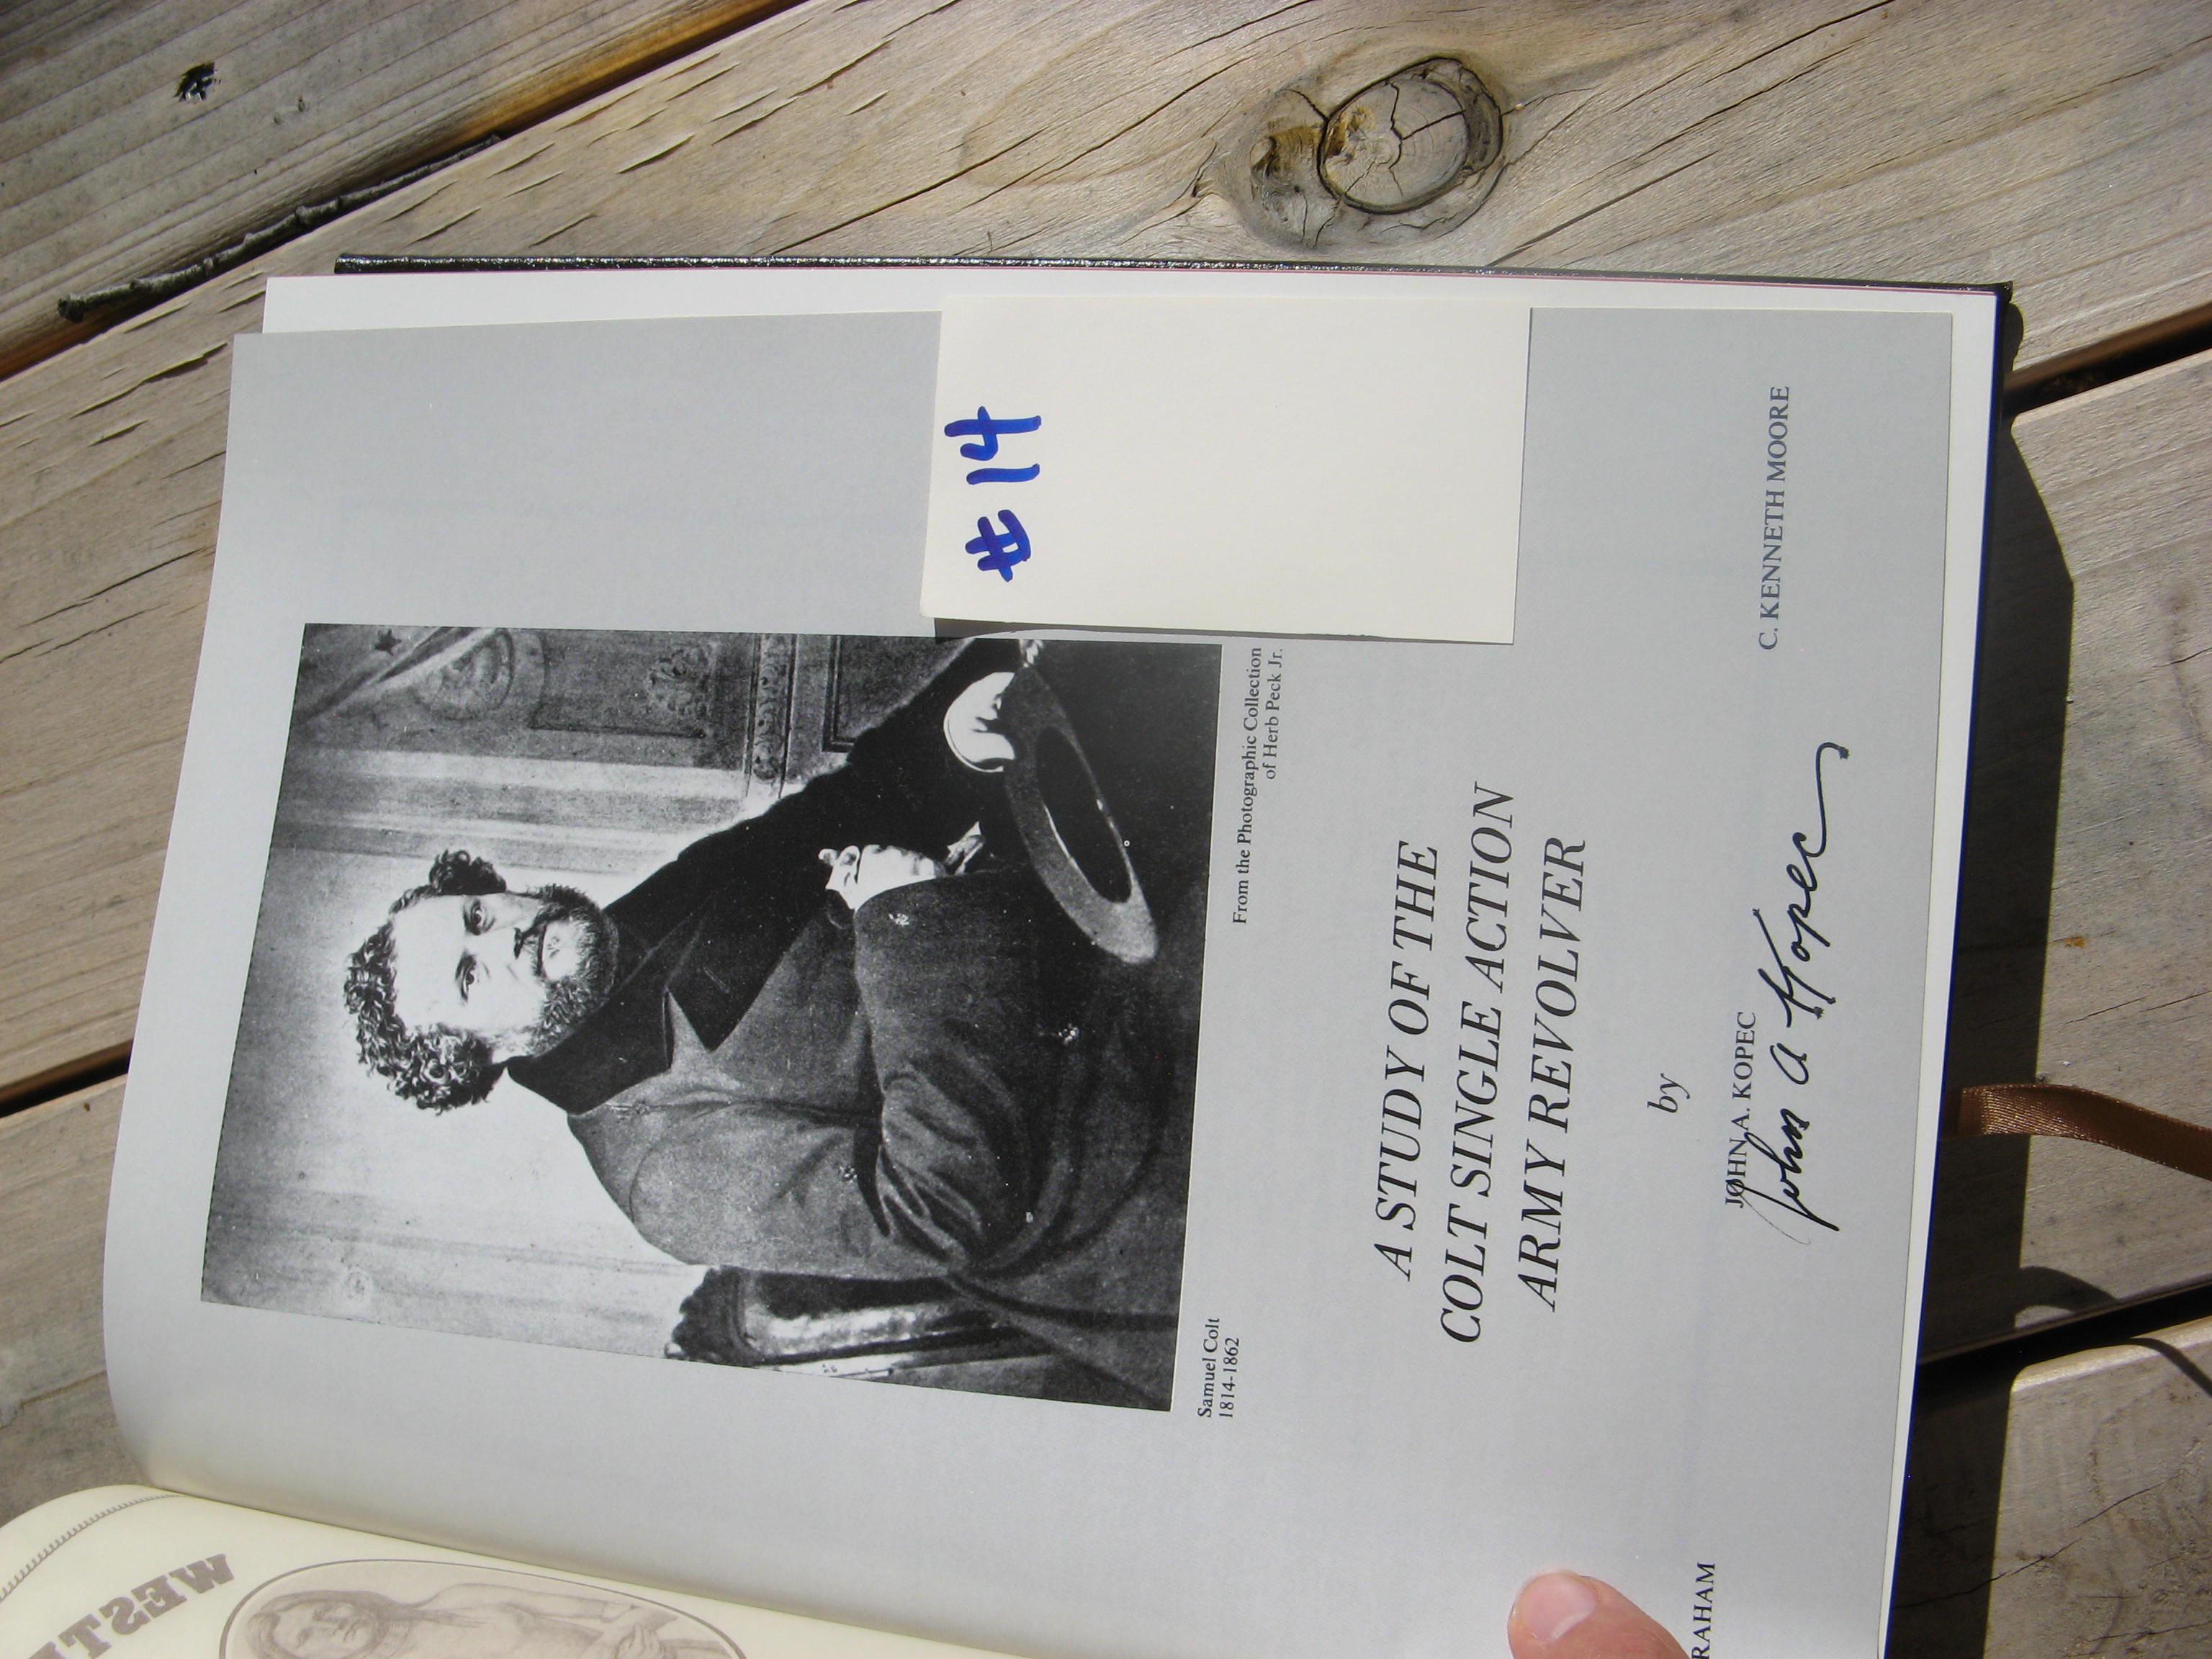 #14
From the Photographic Collection
of Herb Peck Jr.
Samuel Colt
1814-1862
A STUDY OF THE
COLT SINGLE ACTION
ARMY REVOLVER
by
RAHAM
JOHN A. KOPEC
C. KENNETH MOORE
John A Kopec
WESTE